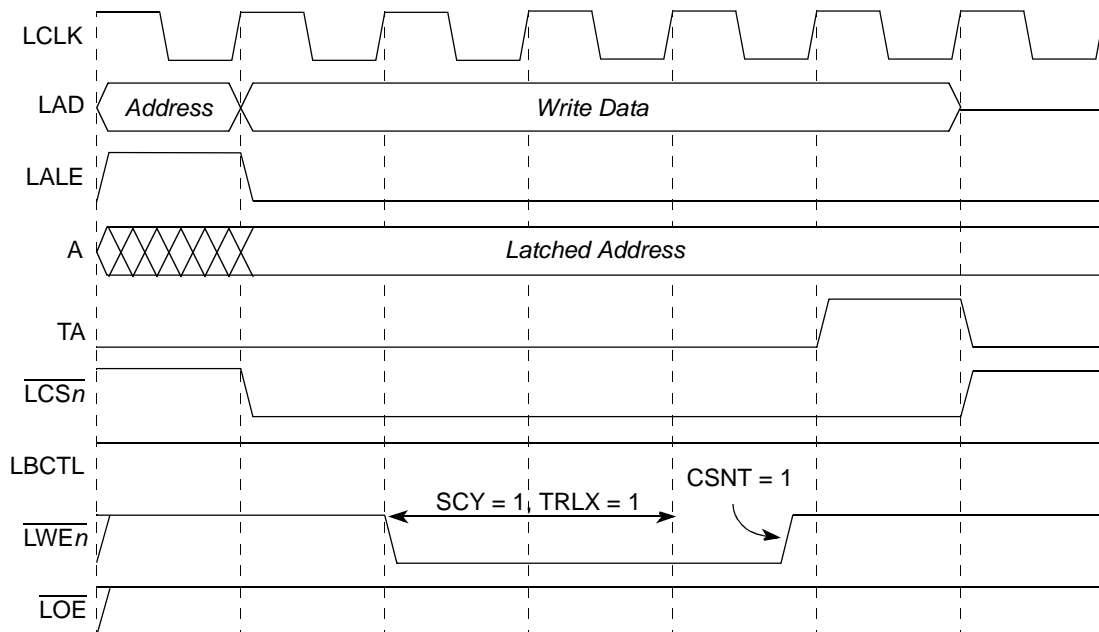 LCLK
LAD
Address
Write Data
LALE
A
Latched Address
TA
LCSn
LBCTL
SCY = 1, TRLX = 1
CSNT = 1
LWEn
LOE